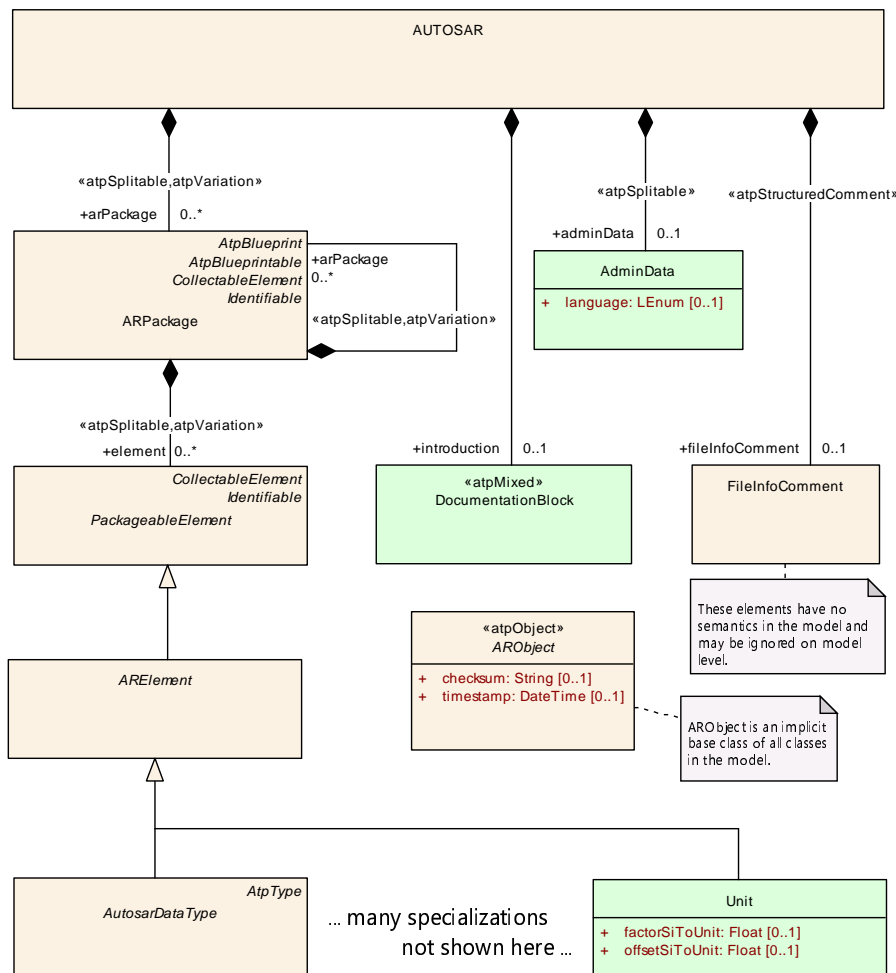 AUTOSAR
«atpSplitable,atpVariation»
+arPackage 0..*
«atpSplitable»
+adminData 0..1
«atpStructuredComment»
AtpBlueprint
AtpBlueprintable
CollectableElement
Identifiable
ARPackage
+arPackage
0..*
«atpSplitable,atpVariation»
AdminData
+ language: LEnum [0..1]
«atpSplitable,atpVariation»
+element 0..*
+introduction 0..1
+fileInfoComment 0..1
CollectableElement
Identifiable
PackageableElement
«atpMixed»
DocumentationBlock
FileInfoComment
These elements have no
semantics in the model and
may be ignored on model
level.
«atpObject»
ARObject
+ checksum: String [0..1]
+ timestamp: DateTime [0..1]
ARObject is an implicit
base class of all classes
in the model.
ARElement
AtpType
AutosarDataType
... many specializations
not shown here ...
Unit
+ factorSiToUnit: Float [0..1]
+ offsetSiToUnit: Float [0..1]